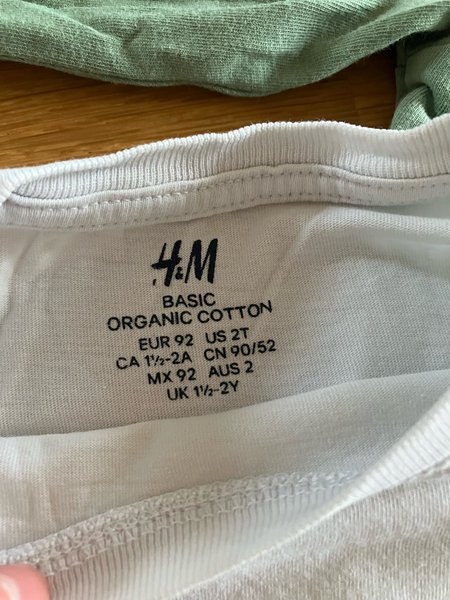 H&M
BASIC
ORGANIC COTTON
EUR 92 US 2T
CA 1½-2A CN 90/52
MX 92 AUS 2
UK 1½-2Y